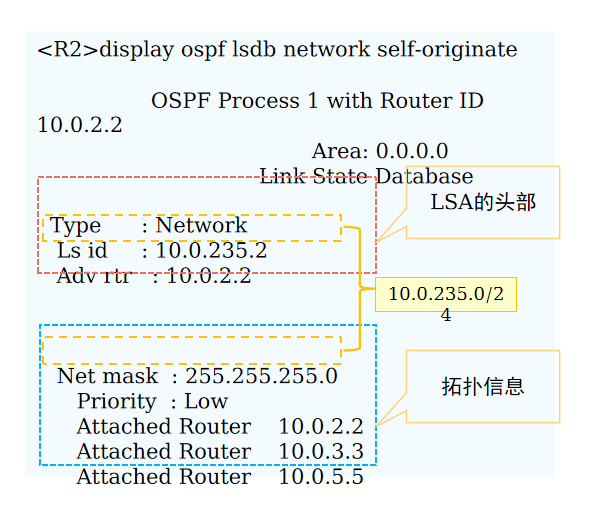 <R2>display ospf lsdb network self-originate
OSPF Process 1 with Router ID
10.0.2.2
Area: 0.0.0.0
Link State Database
LSA的头部
Type : Network
Ls id : 10.0.235.2
Adv rtr : 10.0.2.2
10.0.235.0/2
4
Net mask : 255.255.255.0
拓扑信息
Priority : Low
Attached Router 10.0.2.2
Attached Router 10.0.3.3
Attached Router 10.0.5.5